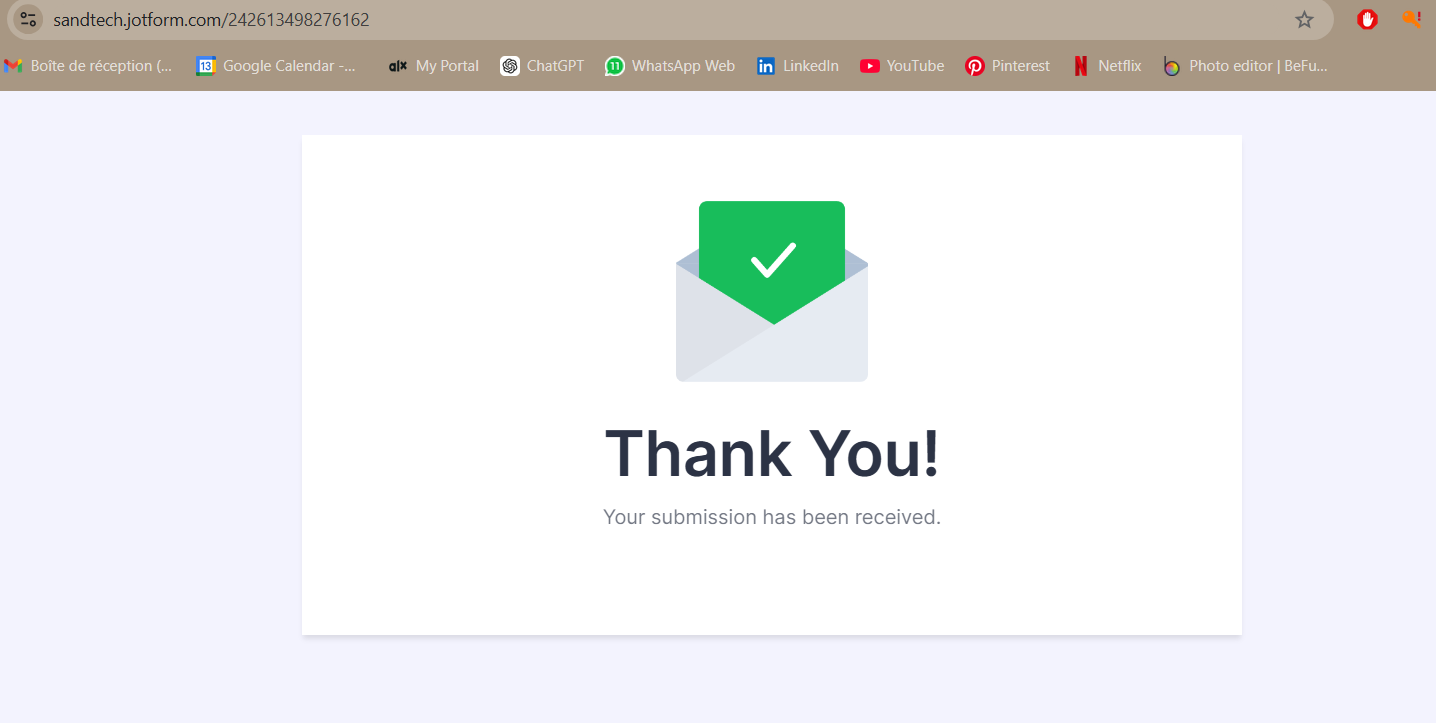 sandtech.jotform.com/242613498276162
Boîte de réception (... 13 Google Calendar -... alx My Portal ChatGPT 11 WhatsApp Web in LinkedIn YouTube Pinterest N Netflix Photo editor | BeFu...
Thank You!
Your submission has been received.